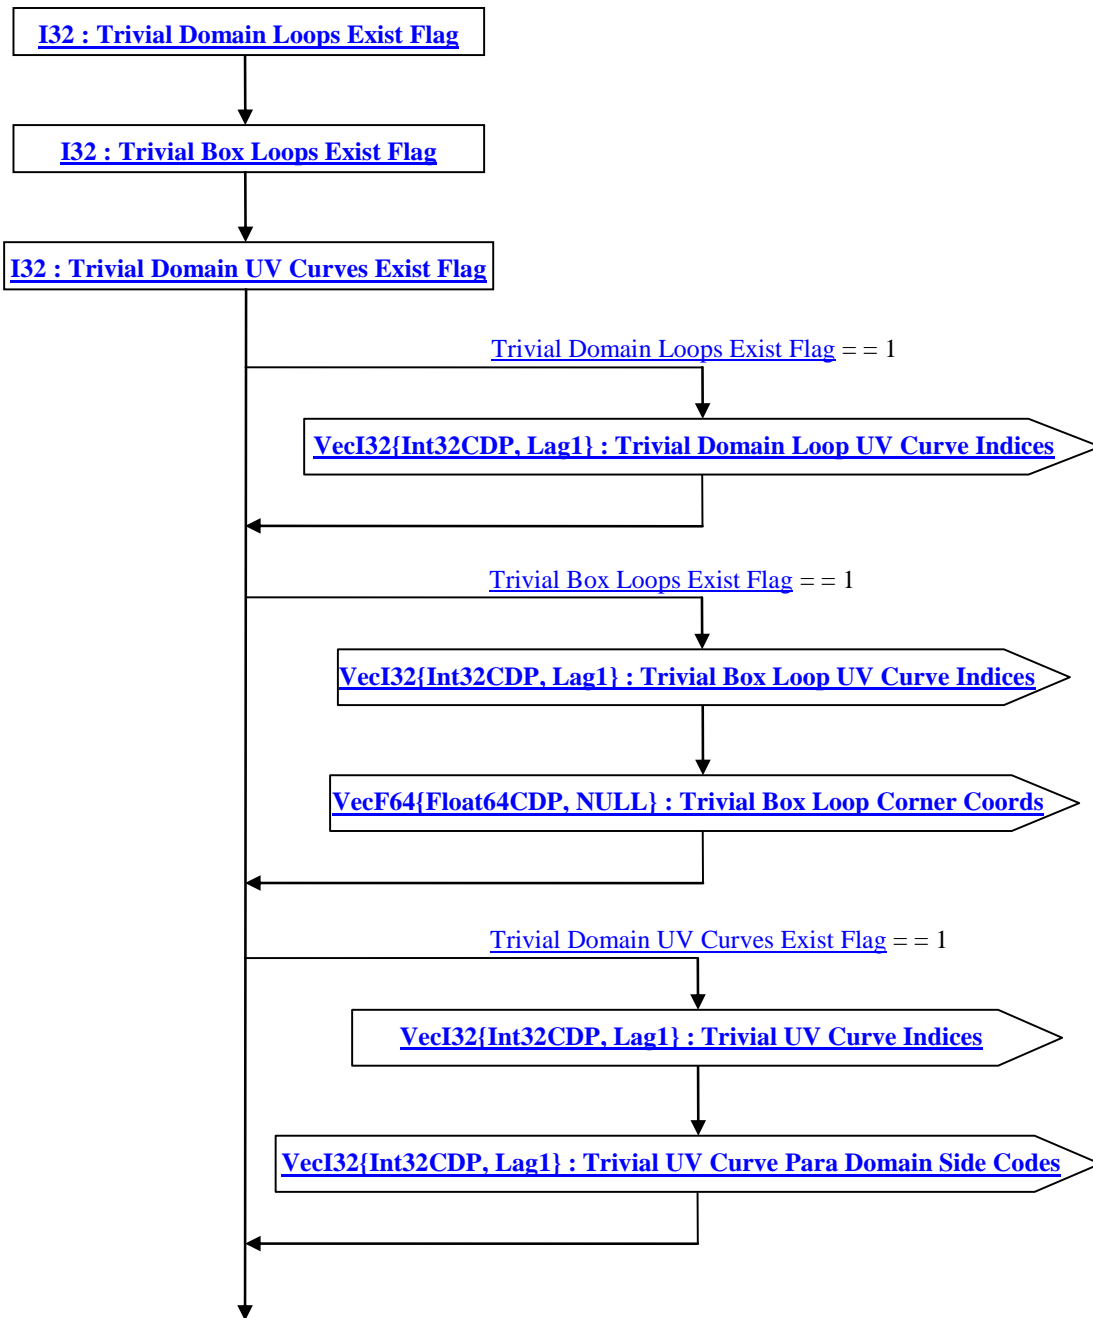 I32 : Trivial Domain Loops Exist Flag
I32 : Trivial Box Loops Exist Flag
I32 : Trivial Domain UV Curves Exist Flag
Trivial Domain Loops Exist Flag = = 1
VecI32{Int32CDP, Lag1} : Trivial Domain Loop UV Curve Indices
Trivial Box Loops Exist Flag = = 1
VecI32{Int32CDP, Lag1} : Trivial Box Loop UV Curve Indices
VecF64{Float64CDP, NULL} : Trivial Box Loop Corner Coords
Trivial Domain UV Curves Exist Flag = = 1
VecI32{Int32CDP, Lag1} : Trivial UV Curve Indices
VecI32{Int32CDP, Lag1} : Trivial UV Curve Para Domain Side Codes